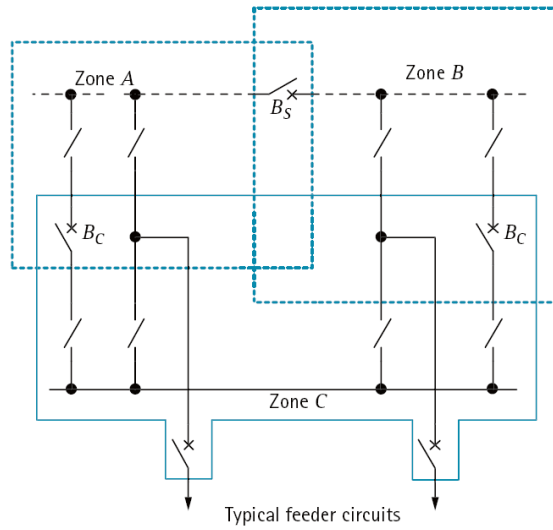 Zone A
Zone B
B_S
B_C
B_C
Zone C
Typical feeder circuits